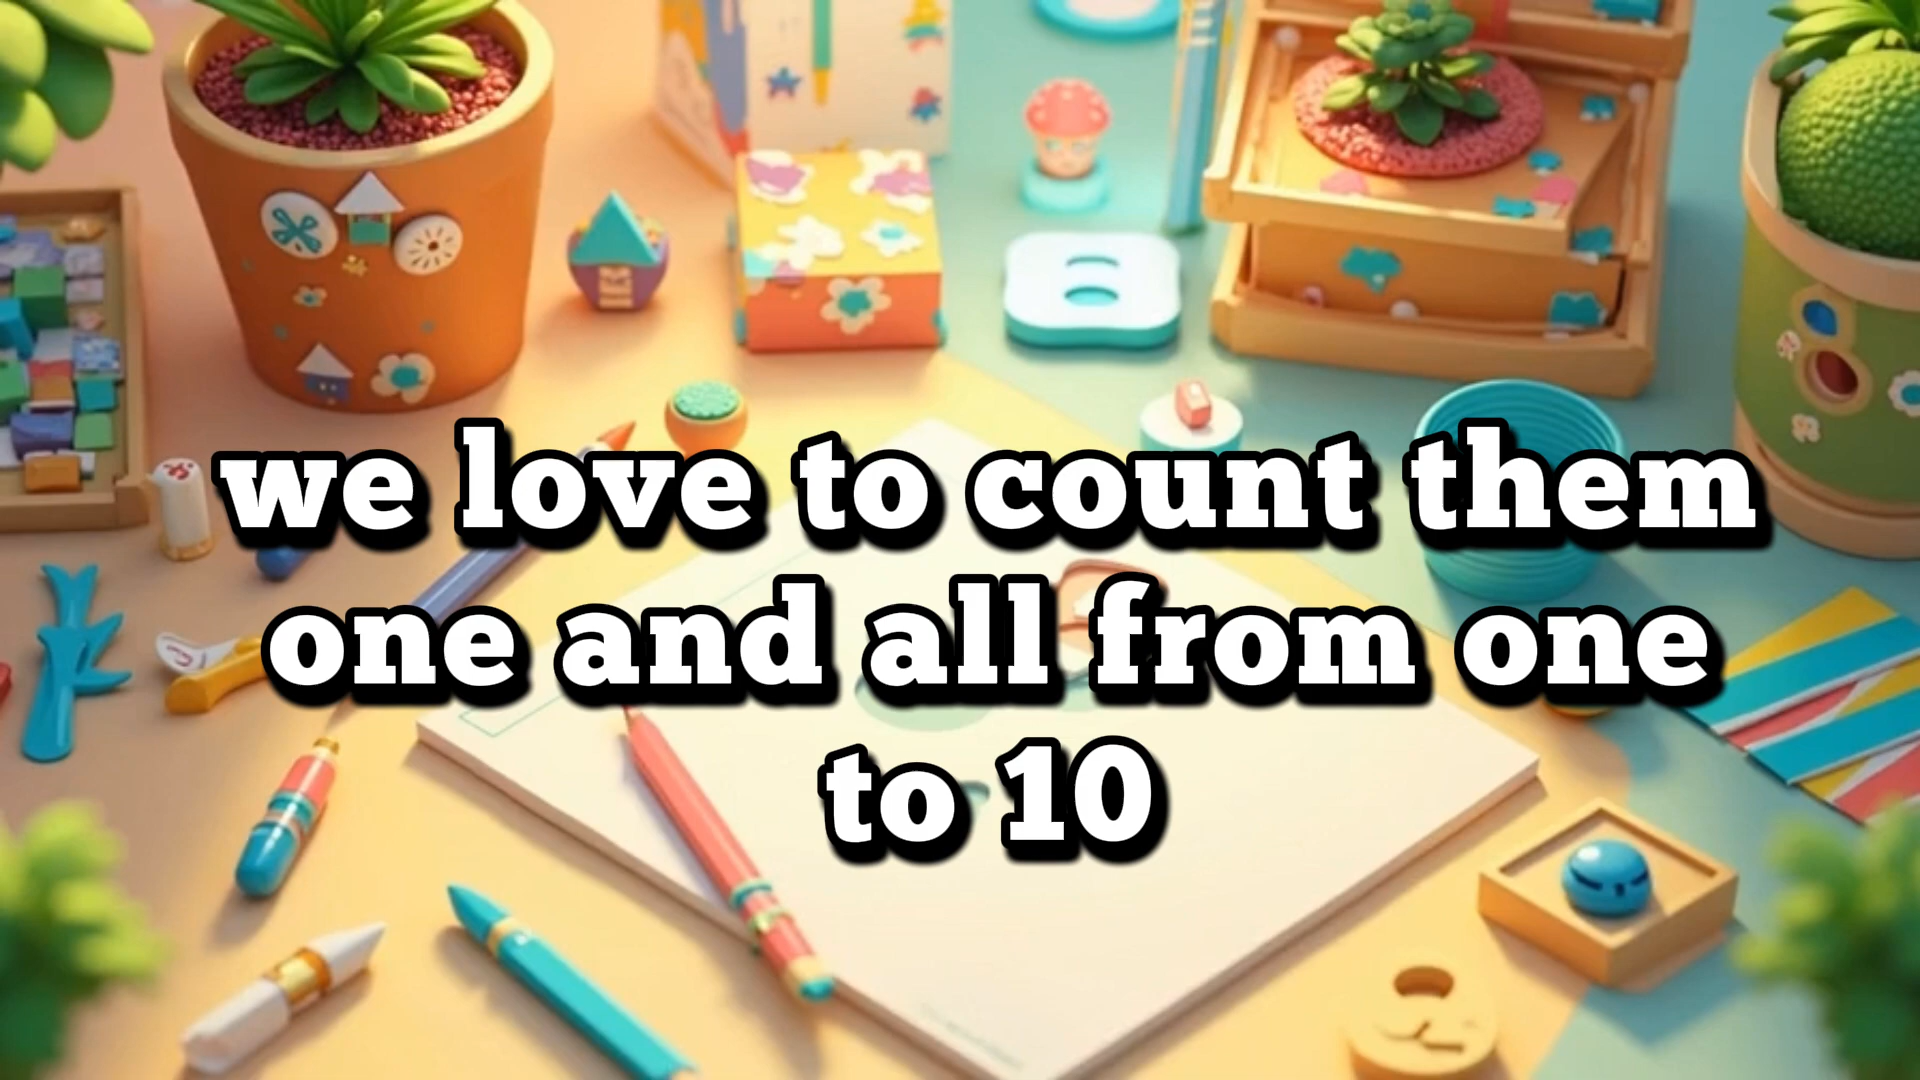 we love to count them
one and all from one
to 10